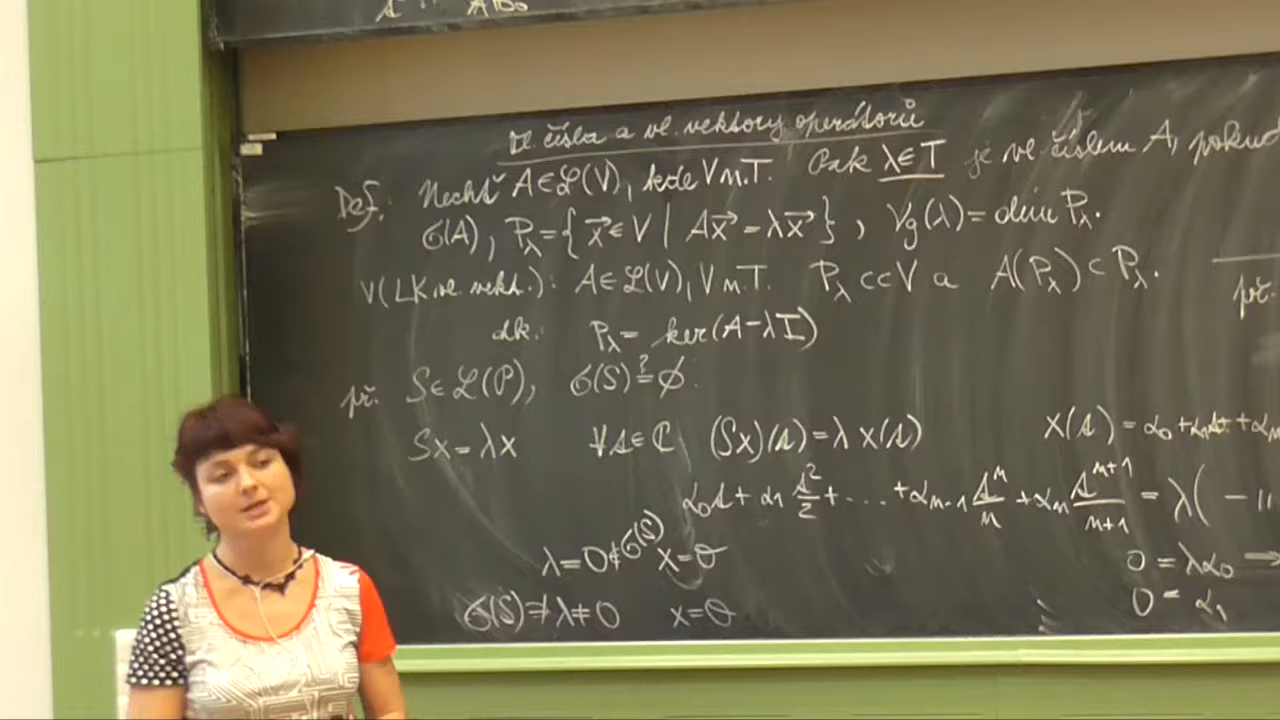 Vl. čísla a vl. vektory operátorů
Def.: Nechť A∈ℒ(V), kde V n.T. Pak λ∈T je vl. číslem A, pokud
σ(A), P_λ={x⃗∈V | Ax⃗=λx⃗}, ν_g(λ)=dim P_λ.
V(LK vl. vekt.): A∈ℒ(V), V n.T. P_λ⊂⊂V a A(P_λ)⊂P_λ.
př.
dk: P_λ= ker(A-λI)
př. S∈ℒ(P), σ(S)≟∅.
Sx=λx ∀s∈ℂ, (Sx)(s)=λx(s) x(s)=α₀+α₁s+
α₀s+α₁ s²/2+...+α_{n-1} s^n/n+α_n s^{n+1}/n+1 = λ( - " 
λ=0∉σ(S) x=θ 0=λα₀ ⇒
σ(S)∌λ≠0 x=θ 0=α₁